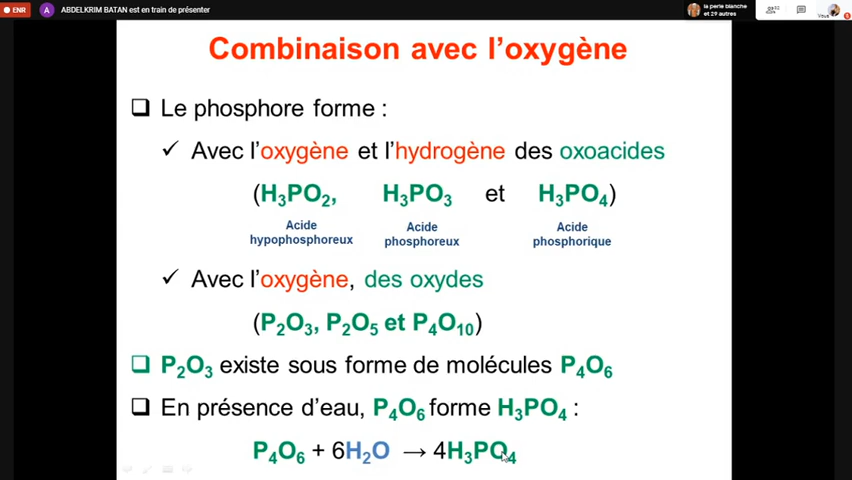 ENR
A
ABDELKRIM BATAN est en train de présenter
la perle blanche
et 29 autres
Vous
Combinaison avec l'oxygène
❑ Le phosphore forme :
✓ Avec l'oxygène et l'hydrogène des oxoacides
(H₃PO₂, H₃PO₃ et H₃PO₄)
Acide hypophosphoreux
Acide phosphoreux
Acide phosphorique
✓ Avec l'oxygène, des oxydes
(P₂O₃, P₂O₅ et P₄O₁₀)
❑ P₂O₃ existe sous forme de molécules P₄O₆
❑ En présence d'eau, P₄O₆ forme H₃PO₄ :
P₄O₆ + 6H₂O → 4H₃PO₄